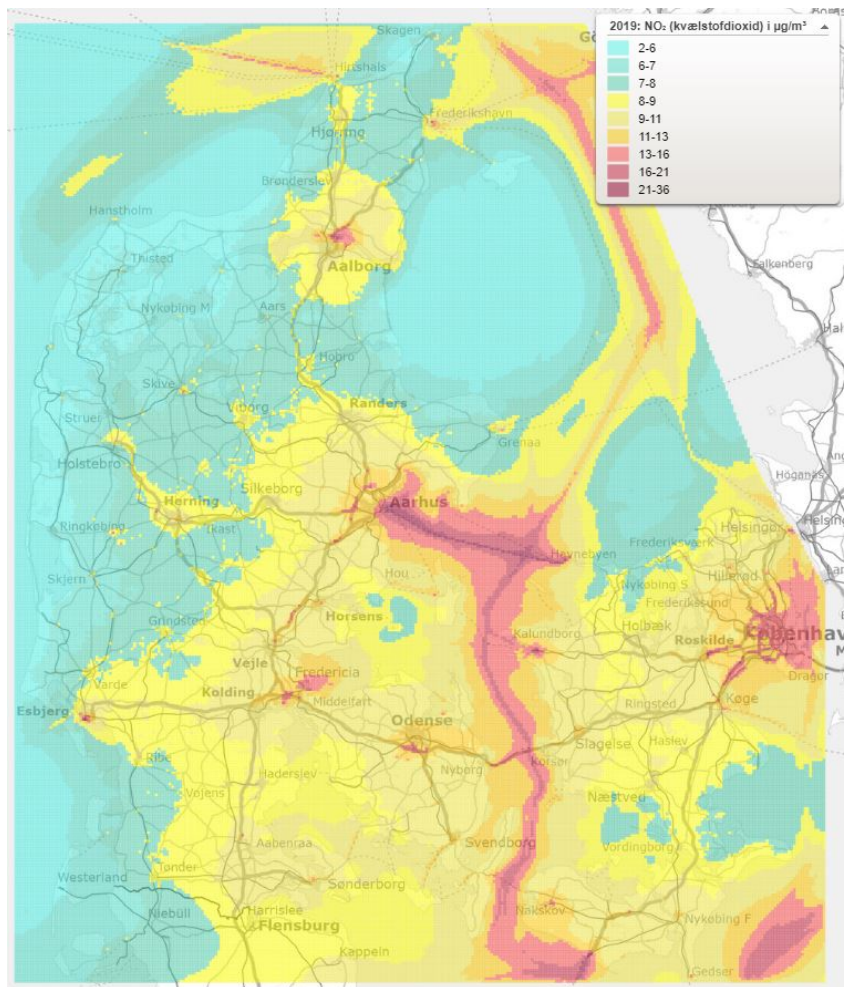 2019: NO₂ (kvælstofdioxid) i µg/m³
2-6
6-7
7-8
8-9
9-11
11-13
13-16
16-21
21-36
Skagen
Hirtshals
Hjørring
Frederikshavn
Brønderslev
Hanstholm
Aalborg
Thisted
Falkenberg
Nykøbing M
Aars
Hobro
Skive
Randers
Struer
Viborg
Grenaa
Holstebro
Höganäs
Herning
Silkeborg
Aarhus
Ikast
Ringkøbing
Helsingør
Havnebyen
Frederiksværk
Hou
Hillerød
Skjern
Nykøbing S
Frederikssund
Horsens
Holbæk
Grindsted
Kalundborg
Roskilde
København
Vejle
Fredericia
Varde
Dragør
Kolding
Middelfart
Ringsted
Køge
Esbjerg
Odense
Slagelse
Haslev
Ribe
Nyborg
Korsør
Haderslev
Vojens
Næstved
Aabenraa
Svendborg
Vordingborg
Tønder
Westerland
Sønderborg
Niebüll
Harrislee
Nakskov
Nykøbing F
Flensburg
Kappeln
Gedser